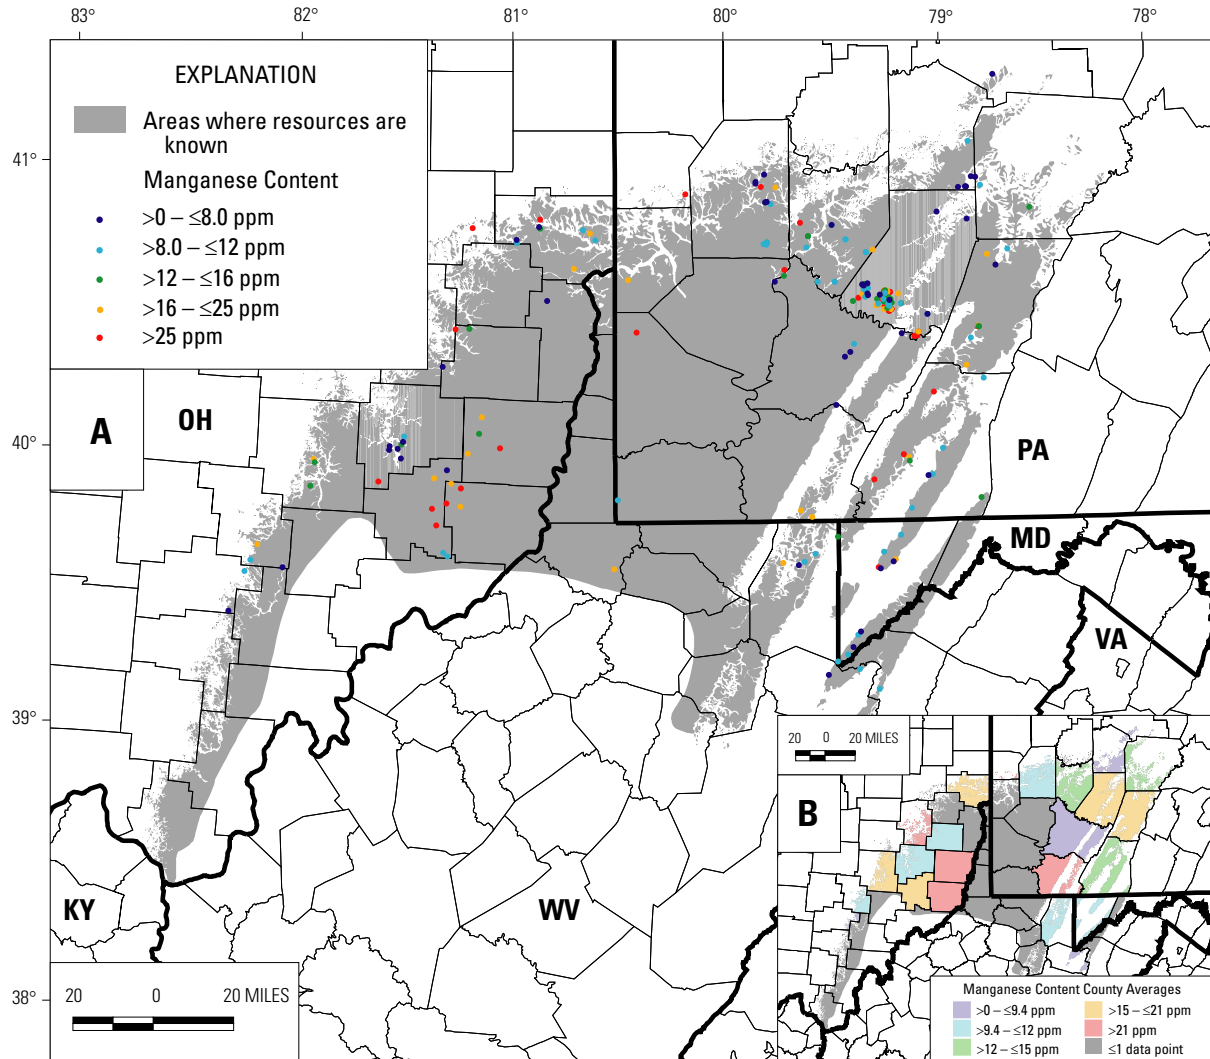 83°
82°
81°
80°
79°
78°
41°
40°
39°
38°
EXPLANATION
Areas where resources are
known
Manganese Content
>0 – ≤8.0 ppm
>8.0 – ≤12 ppm
>12 – ≤16 ppm
>16 – ≤25 ppm
>25 ppm
A
OH
PA
MD
VA
WV
KY
20 0 20 MILES
B
20 0 20 MILES
Manganese Content County Averages
>0 – ≤9.4 ppm
>9.4 – ≤12 ppm
>12 – ≤15 ppm
>15 – ≤21 ppm
>21 ppm
≤1 data point